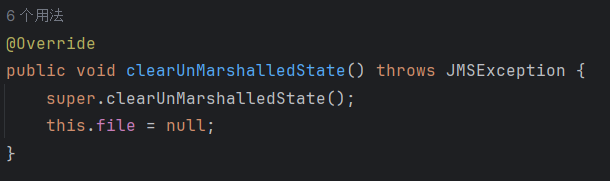 6 个用法
@Override
public void clearUnMarshalledState() throws JMSException {
    super.clearUnMarshalledState();
    this.file = null;
}